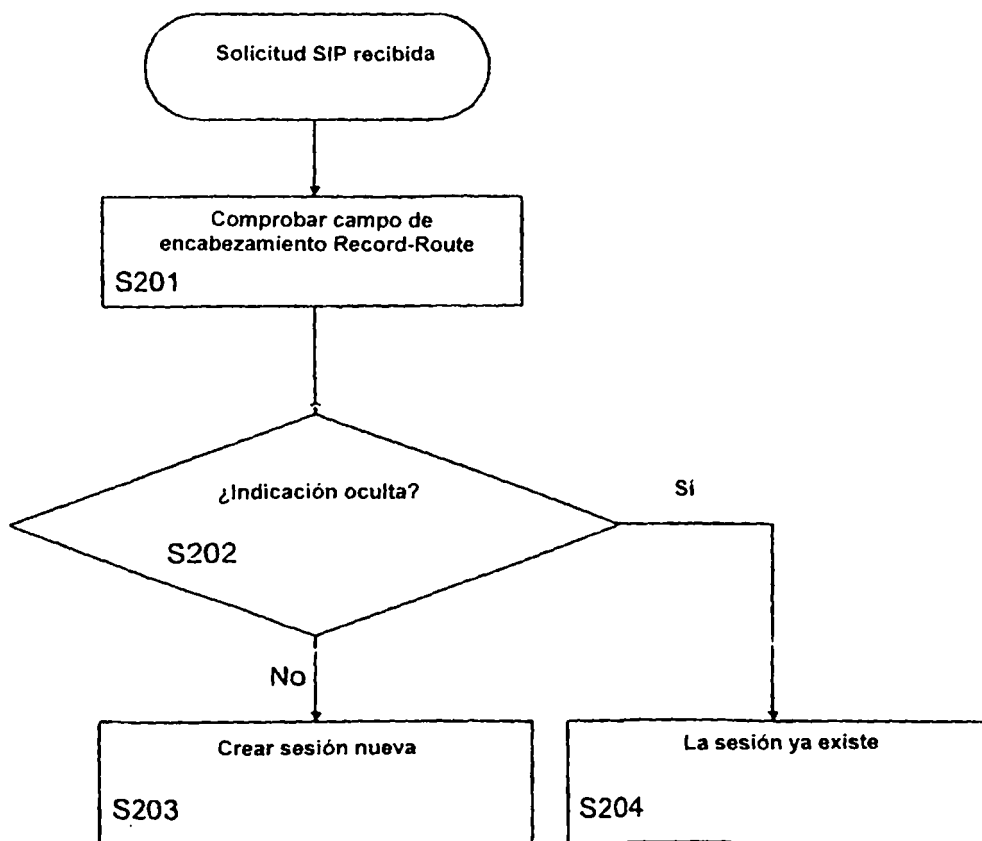 Solicitud SIP recibida
Comprobar campo de
encabezamiento Record-Route
S201
¿Indicación oculta?
Sí
S202
No
Crear sesión nueva
S203
La sesión ya existe
S204